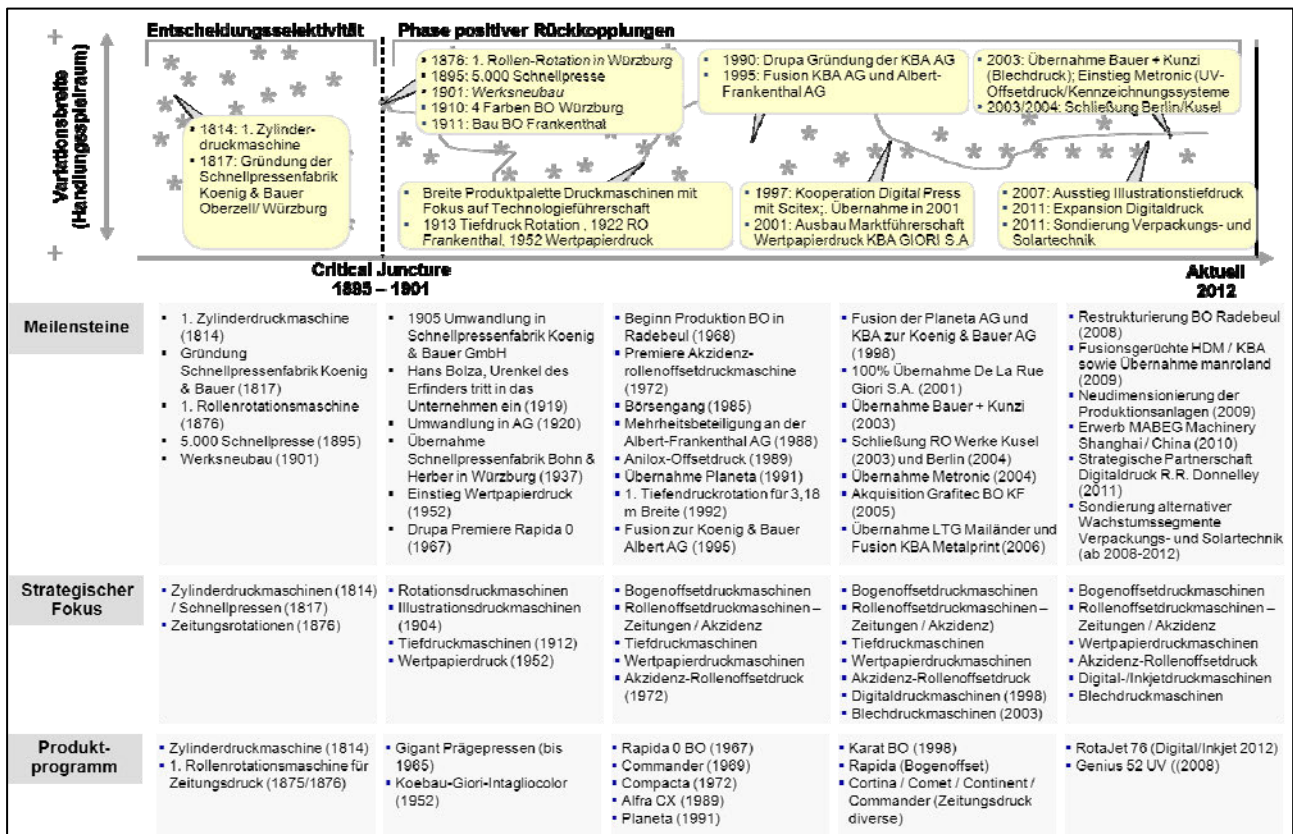 Entscheidungsselektivität
Phase positiver Rückkopplungen
Variationsbreite
(Handlungsspielraum)
▪ 1814: 1. Zylinder-
druckmaschine
▪ 1817: Gründung der
Schnellpressenfabrik
Koenig & Bauer
Oberzell/ Würzburg
▪ 1876: 1. Rollen-Rotation in Würzburg
▪ 1895: 5.000 Schnellpresse
▪ 1901: Werksneubau
▪ 1910: 4 Farben BO Würzburg
▪ 1911: Bau BO Frankenthal
▪ 1990: Drupa Gründung der KBA AG
▪ 1995: Fusion KBA AG und Albert-
Frankenthal AG
▪ 2003: Übernahme Bauer + Kunzi
(Blechdruck); Einstieg Metronic (UV-
Offsetdruck/Kennzeichnungssysteme
▪ 2003/2004: Schließung Berlin/Kusel
Breite Produktpalette Druckmaschinen mit
Fokus auf Technologieführerschaft
▪ 1913 Tiefdruck Rotation , 1922 RO
Frankenthal, 1952 Wertpapierdruck
▪ 1997: Kooperation Digital Press
mit Scitex;. Übernahme in 2001
▪ 2001: Ausbau Marktführerschaft
Wertpapierdruck KBA GIORI S.A
▪ 2007: Ausstieg Illustrationstiefdruck
▪ 2011: Expansion Digitaldruck
▪ 2011: Sondierung Verpackungs- und
Solartechnik
Critical Juncture
1895 – 1901
Aktuell
2012
Meilensteine
▪ 1. Zylinderdruckmaschine
(1814)
▪ Gründung
Schnellpressenfabrik Koenig
& Bauer (1817)
▪ 1. Rollenrotationsmaschine
(1876)
▪ 5.000 Schnellpresse (1895)
▪ Werksneubau (1901)
▪ 1905 Umwandlung in
Schnellpressenfabrik Koenig
& Bauer GmbH
▪ Hans Bolza, Urenkel des
Erfinders tritt in das
Unternehmen ein (1919)
▪ Umwandlung in AG (1920)
▪ Übernahme
Schnellpressenfabrik Bohn &
Herber in Würzburg (1937)
▪ Einstieg Wertpapierdruck
(1952)
▪ Drupa Premiere Rapida 0
(1967)
▪ Beginn Produktion BO in
Radebeul (1968)
▪ Premiere Akzidenz-
rollenoffsetdruckmaschine
(1972)
▪ Börsengang (1985)
▪ Mehrheitsbeteiligung an der
Albert-Frankenthal AG (1988)
▪ Anilox-Offsetdruck (1989)
▪ Übernahme Planeta (1991)
▪ 1. Tiefendruckrotation für 3,18
m Breite (1992)
▪ Fusion zur Koenig & Bauer
Albert AG (1995)
▪ Fusion der Planeta AG und
KBA zur Koenig & Bauer AG
(1998)
▪ 100% Übernahme De La Rue
Giori S.A. (2001)
▪ Übernahme Bauer + Kunzi
(2003)
▪ Schließung RO Werke Kusel
(2003) und Berlin (2004)
▪ Übernahme Metronic (2004)
▪ Akquisition Grafitec BO KF
(2005)
▪ Übernahme LTG Mailänder und
Fusion KBA Metalprint (2006)
▪ Restrukturierung BO Radebeul
(2008)
▪ Fusionsgerüchte HDM / KBA
sowie Übernahme manroland
(2009)
▪ Neudimensionierung der
Produktionsanlagen (2009)
▪ Erwerb MABEG Machinery
Shanghai / China (2010)
▪ Strategische Partnerschaft
Digitaldruck R.R. Donnelley
(2011)
▪ Sondierung alternativer
Wachstumssegmente
Verpackungs- und Solartechnik
(ab 2008-2012)
Strategischer
Fokus
▪ Zylinderdruckmaschinen (1814)
/ Schnellpressen (1817)
▪ Zeitungsrotationen (1876)
▪ Rotationsdruckmaschinen
▪ Illustrationsdruckmaschinen
(1904)
▪ Tiefdruckmaschinen (1912)
▪ Wertpapierdruck (1952)
▪ Bogenoffsetdruckmaschinen
▪ Rollenoffsetdruckmaschinen –
Zeitungen / Akzidenz
▪ Tiefdruckmaschinen
▪ Wertpapierdruckmaschinen
▪ Akzidenz-Rollenoffsetdruck
(1972)
▪ Bogenoffsetdruckmaschinen
▪ Rollenoffsetdruckmaschinen –
Zeitungen / Akzidenz)
▪ Tiefdruckmaschinen
▪ Wertpapierdruckmaschinen
▪ Akzidenz-Rollenoffsetdruck
▪ Digitaldruckmaschinen (1998)
▪ Blechdruckmaschinen (2003)
▪ Bogenoffsetdruckmaschinen
▪ Rollenoffsetdruckmaschinen –
Zeitungen / Akzidenz
▪ Wertpapierdruckmaschinen
▪ Akzidenz-Rollenoffsetdruck
▪ Digital-/Inkjetdruckmaschinen
▪ Blechdruckmaschinen
Produkt-
programm
▪ Zylinderdruckmaschine (1814)
▪ 1. Rollenrotationsmaschine für
Zeitungsdruck (1875/1876)
▪ Gigant Prägepressen (bis
1965)
▪ Koebau-Giori-Intagliocolor
(1952)
▪ Rapida 0 BO (1967)
▪ Commander (1969)
▪ Compacta (1972)
▪ Alfra CX (1989)
▪ Planeta (1991)
▪ Karat BO (1998)
▪ Rapida (Bogenoffset)
▪ Cortina / Comet / Continent /
Commander (Zeitungsdruck
diverse)
▪ RotaJet 76 (Digital/Inkjet 2012)
▪ Genius 52 UV ((2008)